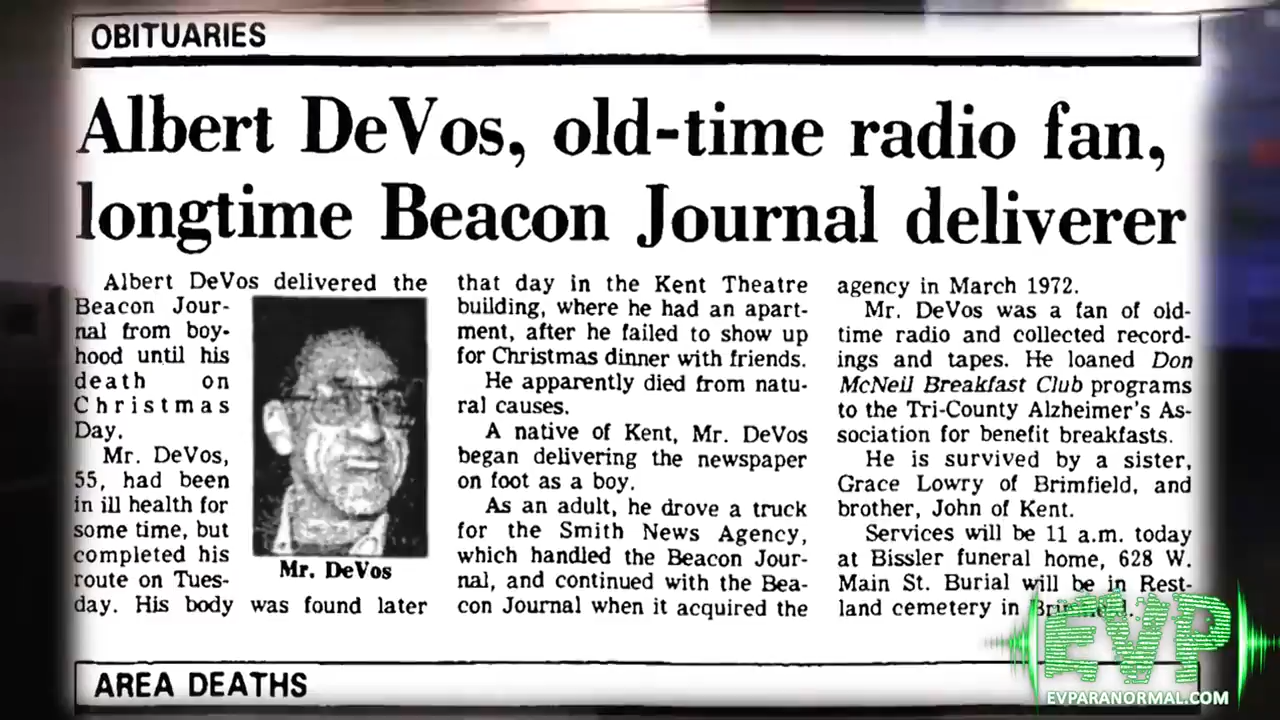 OBITUARIES
Albert DeVos, old-time radio fan,
longtime Beacon Journal deliverer
Albert DeVos delivered the
Beacon Jour-
nal from boy-
hood until his
death on
Christmas
Day.
Mr. DeVos,
55, had been
in ill health for
some time, but
completed his
route on Tues-
day. His body was found later
Mr. DeVos
that day in the Kent Theatre
building, where he had an apart-
ment, after he failed to show up
for Christmas dinner with friends.
He apparently died from natu-
ral causes.
A native of Kent, Mr. DeVos
began delivering the newspaper
on foot as a boy.
As an adult, he drove a truck
for the Smith News Agency,
which handled the Beacon Jour-
nal, and continued with the Bea-
con Journal when it acquired the
agency in March 1972.
Mr. DeVos was a fan of old-
time radio and collected record-
ings and tapes. He loaned Don
McNeil Breakfast Club programs
to the Tri-County Alzheimer's As-
sociation for benefit breakfasts.
He is survived by a sister,
Grace Lowry of Brimfield, and
brother, John of Kent.
Services will be 11 a.m. today
at Bissler funeral home, 628 W.
Main St. Burial will be in Rest-
land cemetery in
AREA DEATHS
EVP
EVPARANORMAL.COM